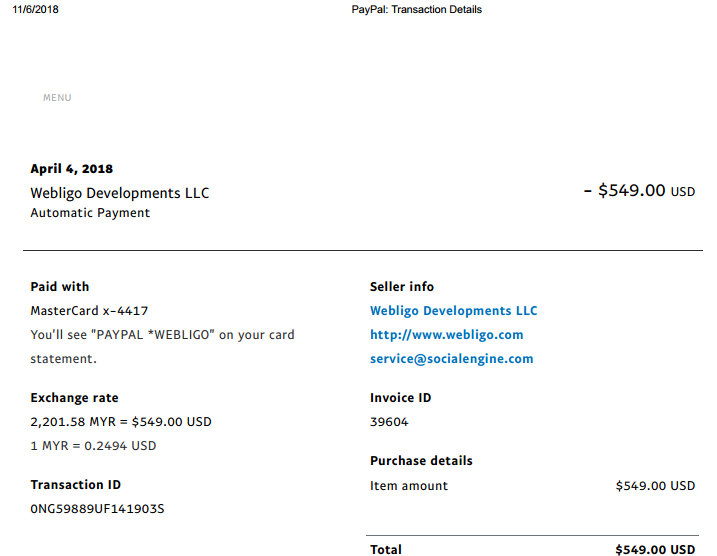 11/6/2018 PayPal: Transaction Details
MENU
April 4, 2018
Webligo Developments LLC
- $549.00 USD
Automatic Payment
Paid with
MasterCard x-4417
You'll see "PAYPAL *WEBLIGO" on your card
statement.
Exchange rate
2,201.58 MYR = $549.00 USD
1 MYR = 0.2494 USD
Transaction ID
0NG59889UF141903S
Seller info
Webligo Developments LLC
http://www.webligo.com
service@socialengine.com
Invoice ID
39604
Purchase details
Item amount $549.00 USD
Total $549.00 USD